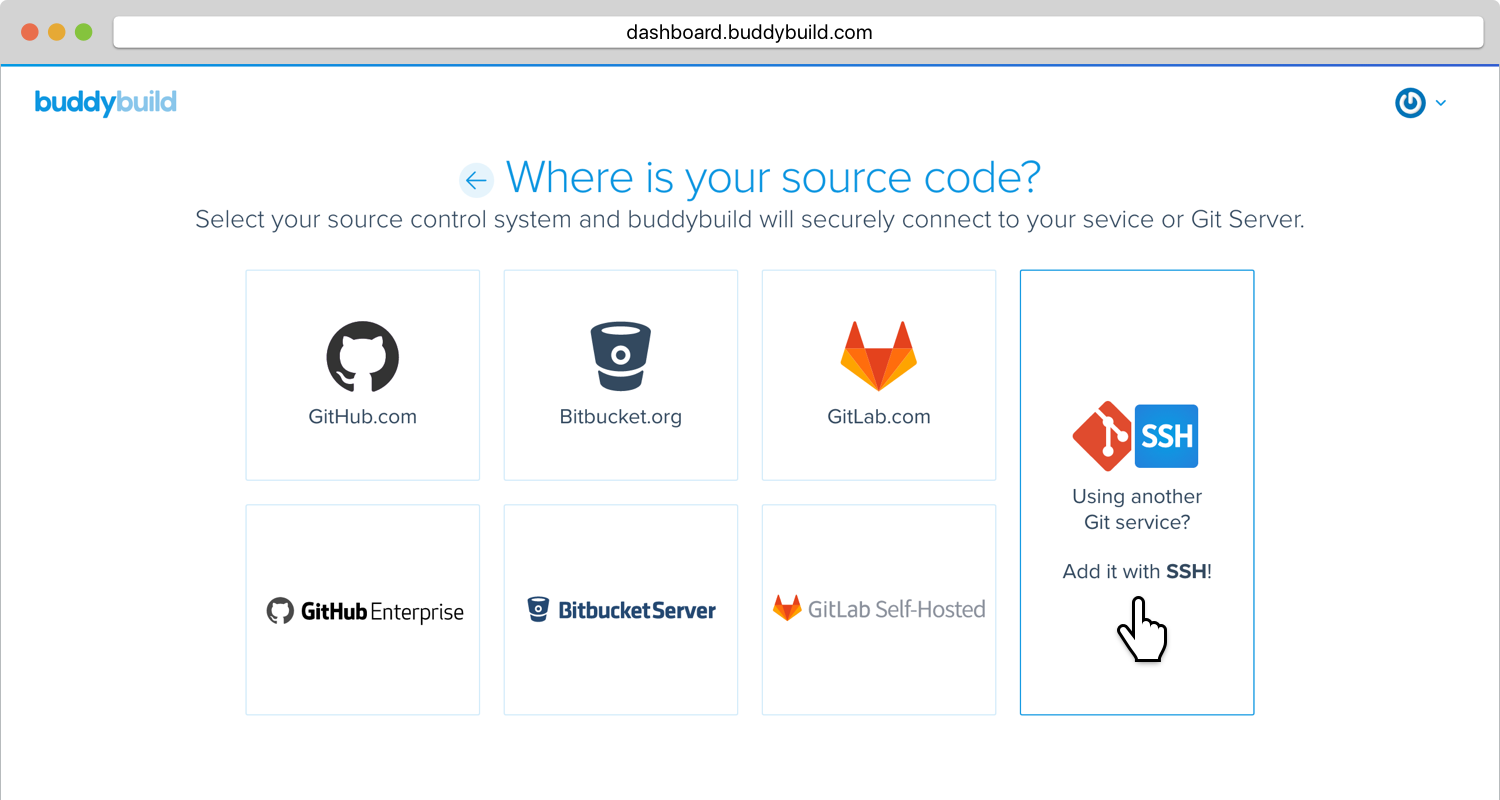 dashboard.buddybuild.com
buddybuild
Where is your source code?
Select your source control system and buddybuild will securely connect to your sevice or Git Server.
GitHub.com
Bitbucket.org
GitLab.com
SSH
Using another
Git service?
Add it with SSH!
GitHub Enterprise
Bitbucket Server
GitLab Self-Hosted